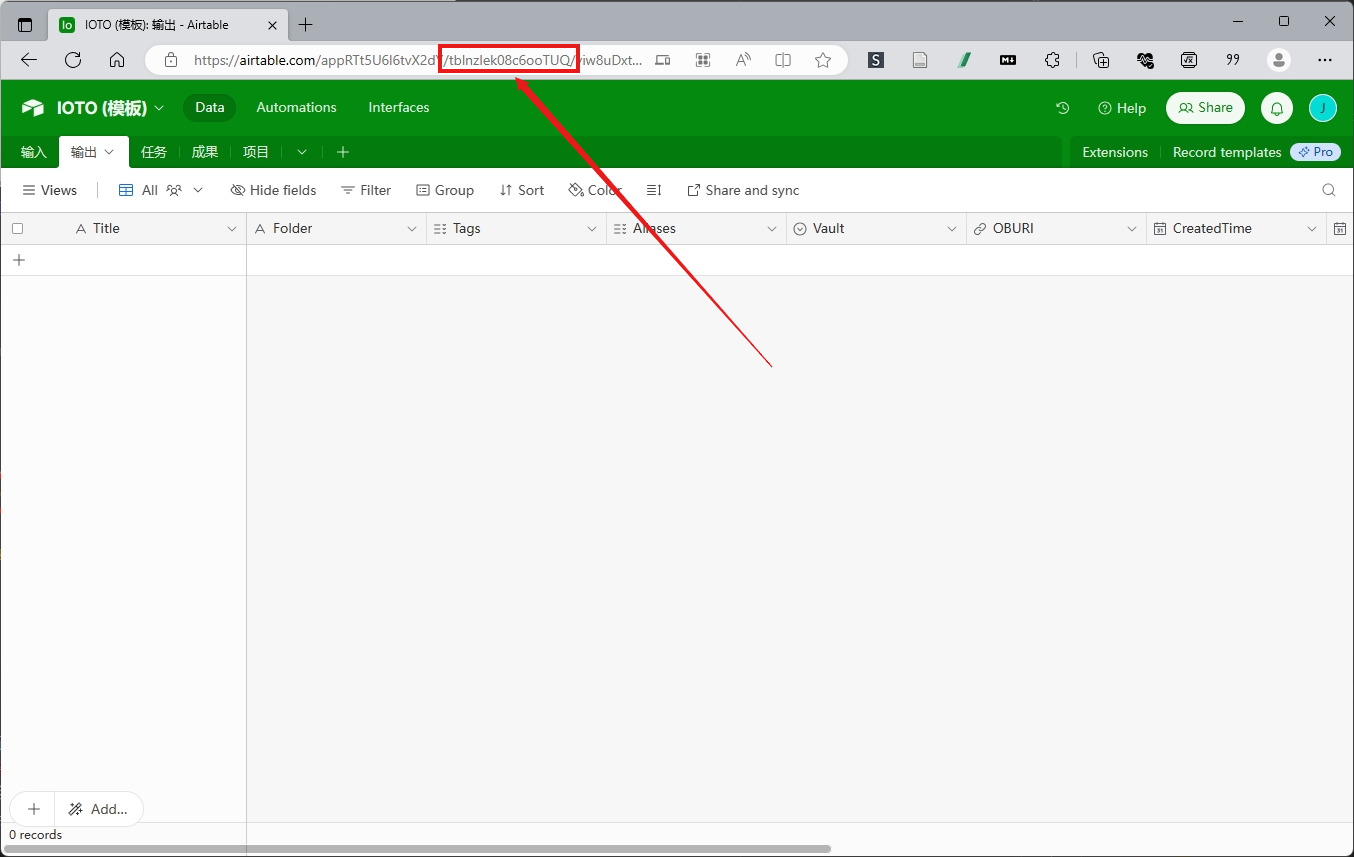 IOTO (模板): 输出 - Airtable
https://airtable.com/appRTt5U6l6tvX2dY/tblnzlek08c6ooTUQ/viw8uDxt...
IOTO (模板) Data Automations Interfaces Help Share J
输入 输出 任务 成果 项目 Extensions Record templates Pro
Views All Hide fields Filter Group Sort Color Share and sync
Title Folder Tags Aliases Vault OBURI CreatedTime
Add...
0 records